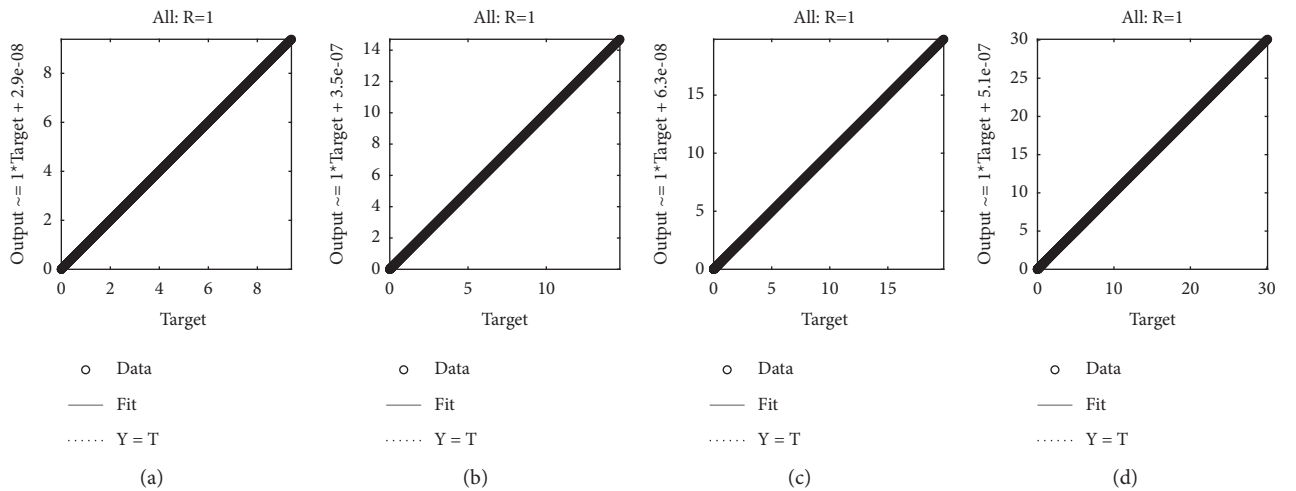 All: R=1
Output ~= 1*Target + 2.9e-08
8
6
4
2
0
0 2 4 6 8
Target
Data
Fit
Y = T
(a)
All: R=1
Output ~= 1*Target + 3.5e-07
14
12
10
8
6
4
2
0
0 5 10
Target
Data
Fit
Y = T
(b)
All: R=1
Output ~= 1*Target + 6.3e-08
15
10
5
0
0 5 10 15
Target
Data
Fit
Y = T
(c)
All: R=1
Output ~= 1*Target + 5.1e-07
30
25
20
15
10
5
0
0 10 20 30
Target
Data
Fit
Y = T
(d)